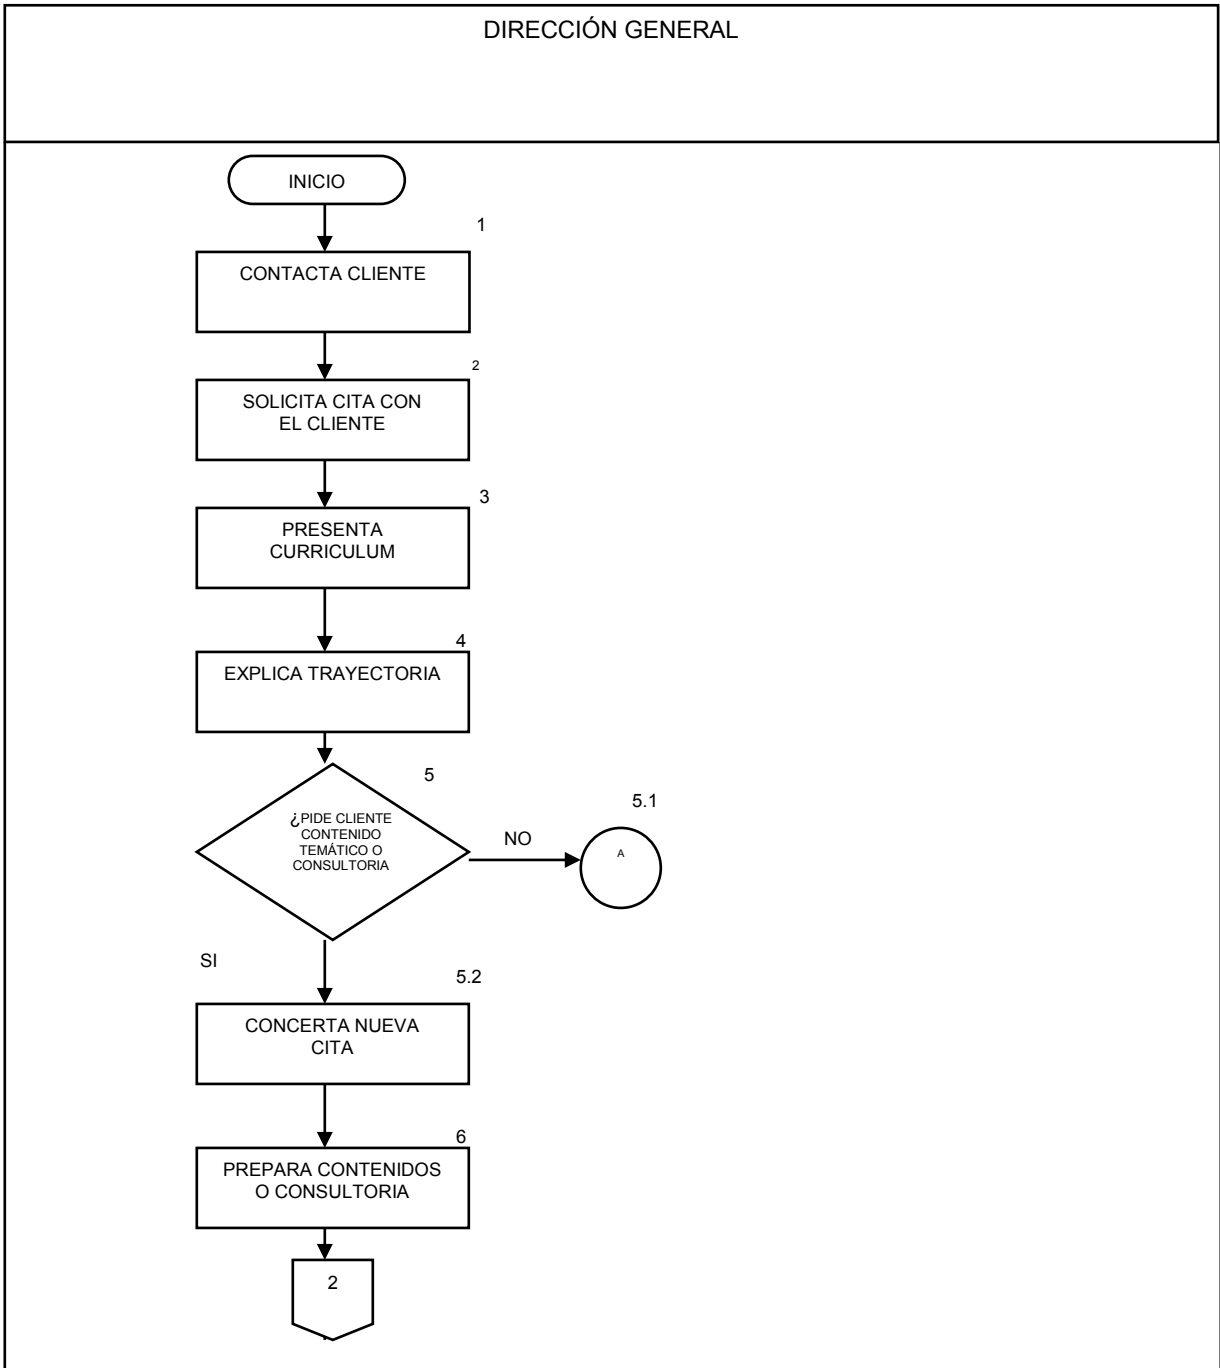 DIRECCIÓN GENERAL
INICIO
1
CONTACTA CLIENTE
2
SOLICITA CITA CON
EL CLIENTE
3
PRESENTA
CURRICULUM
4
EXPLICA TRAYECTORIA
5
¿PIDE CLIENTE
CONTENIDO
TEMÁTICO O
CONSULTORIA
NO
5.1
A
SI
5.2
CONCERTA NUEVA
CITA
6
PREPARA CONTENIDOS
O CONSULTORIA
2